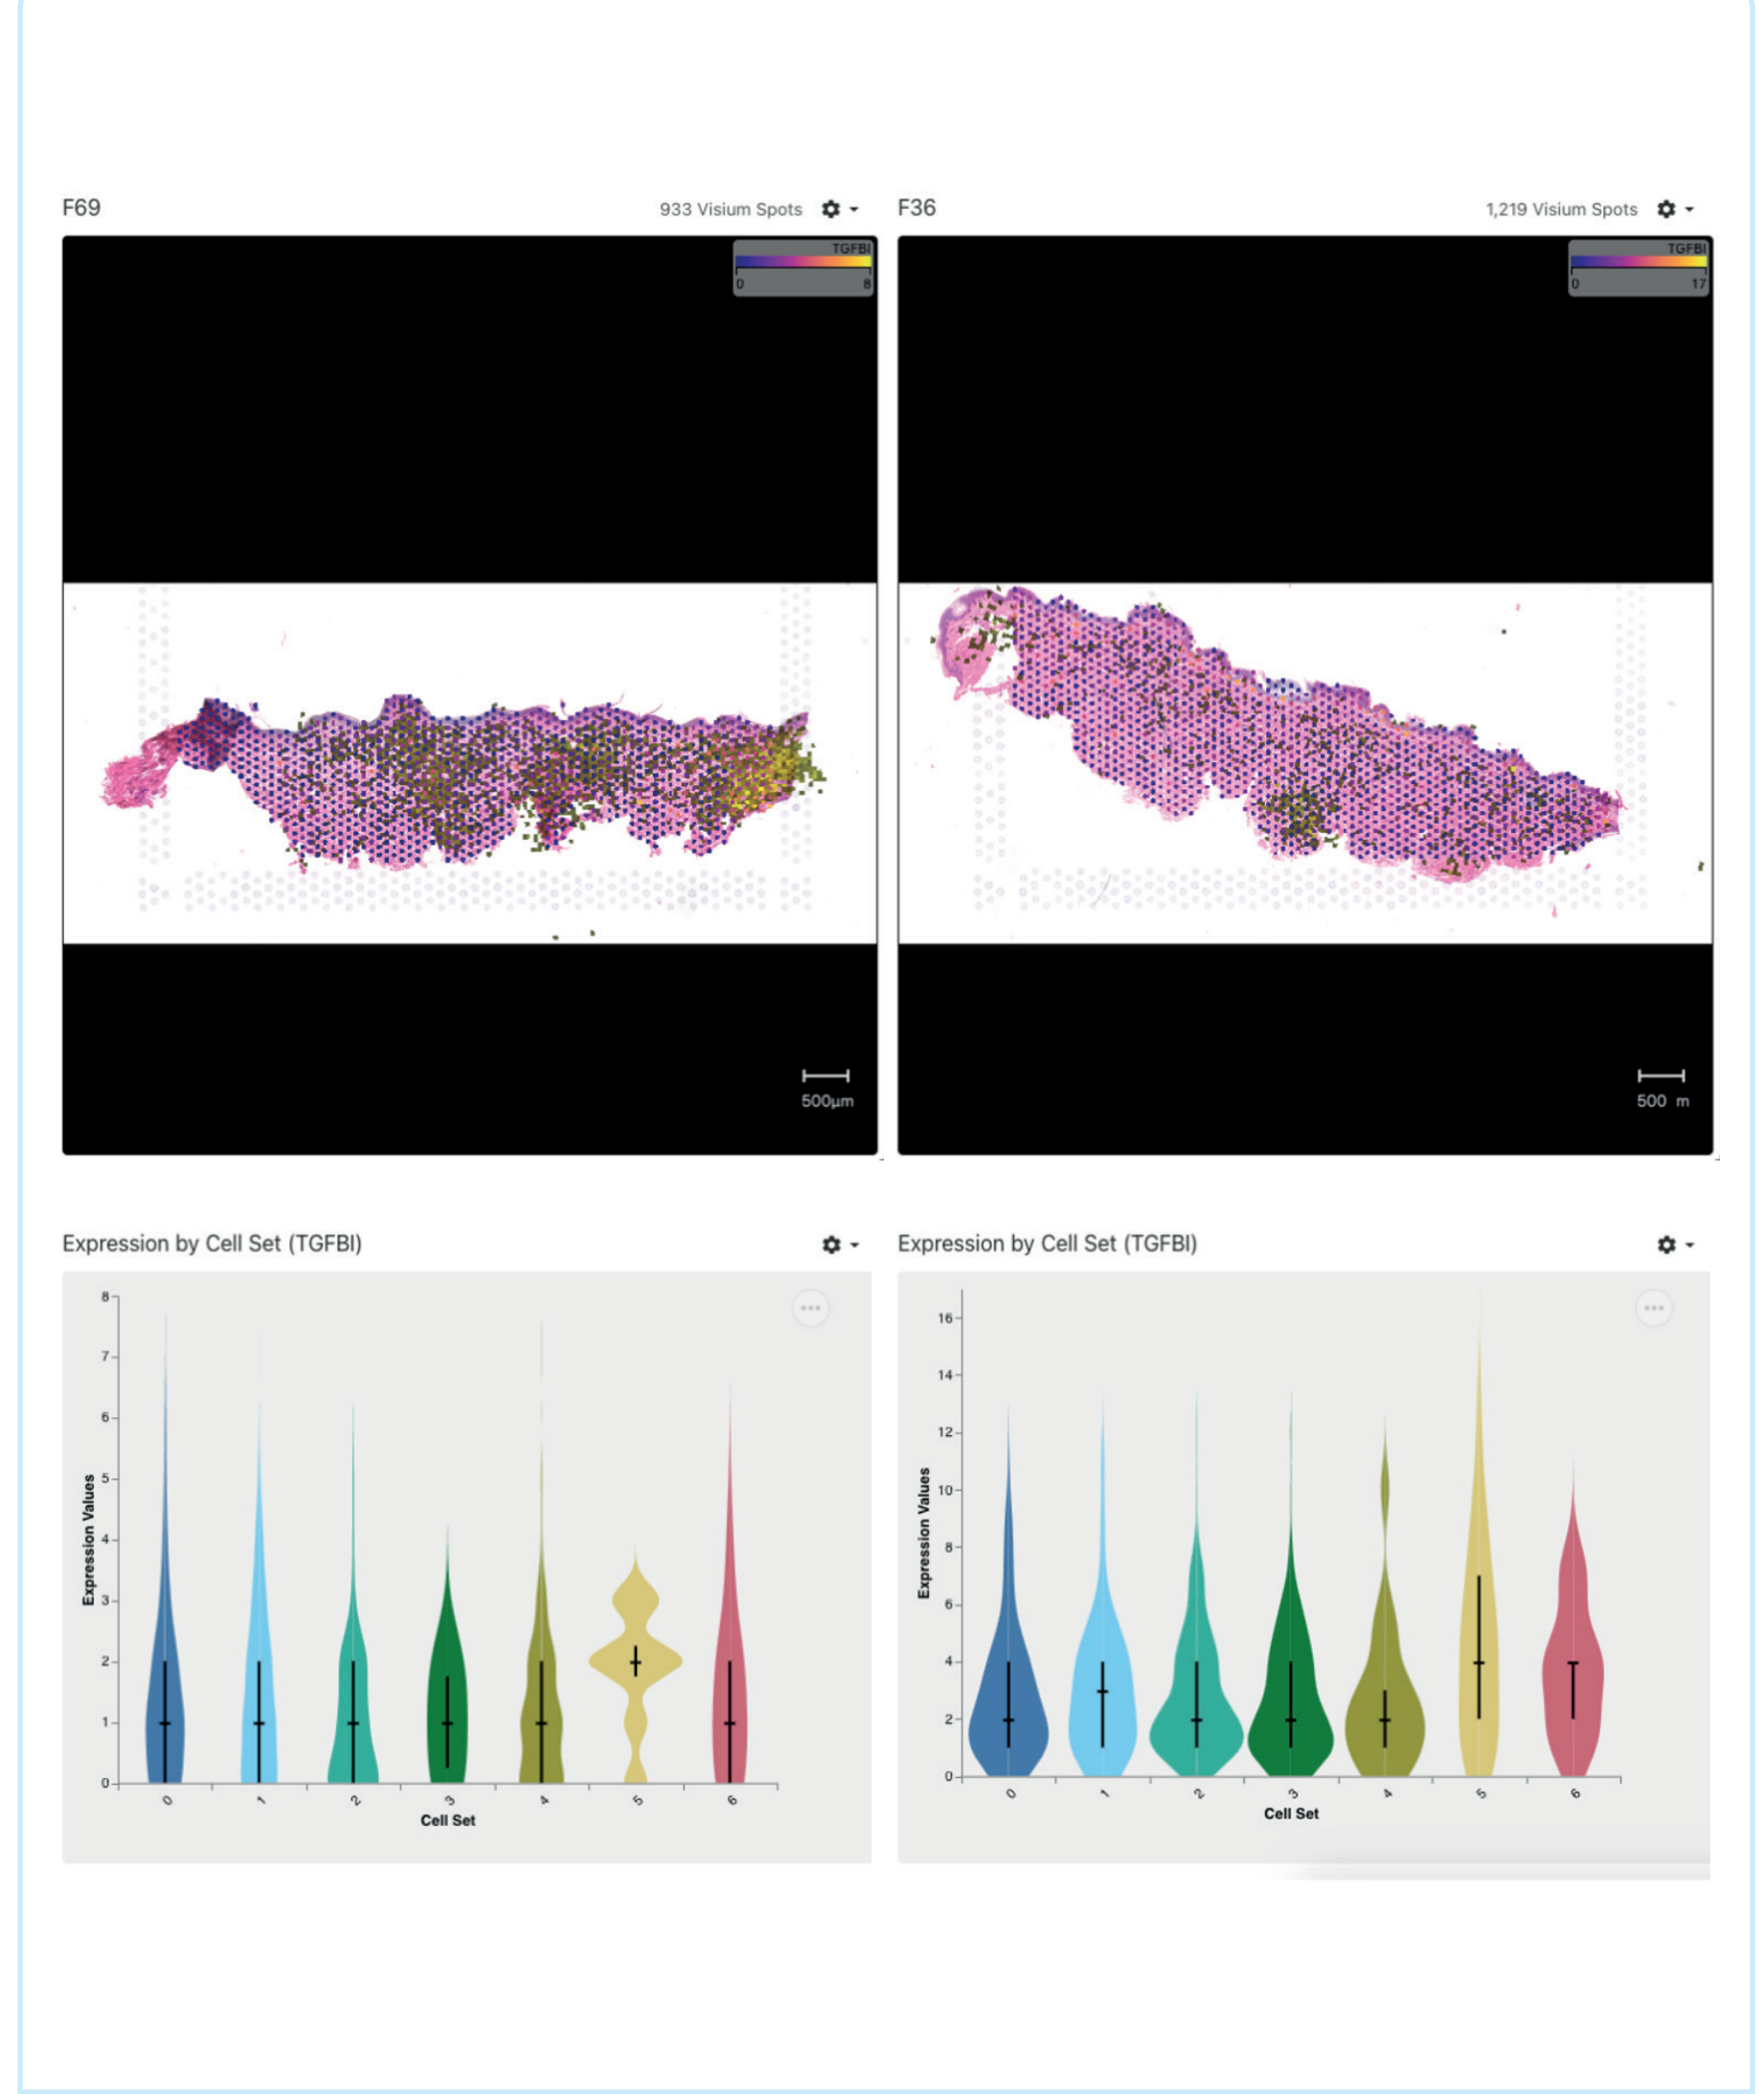 F69 933 Visium Spots
TGFBI
0 8
500µm
F36 1,219 Visium Spots
TGFBI
0 17
500 m
Expression by Cell Set (TGFBI)
8
7
6
5
4
3
2
1
0
Expression Values
0 1 2 3 4 5 6
Cell Set
Expression by Cell Set (TGFBI)
16
14
12
10
8
6
4
2
0
Expression Values
0 1 2 3 4 5 6
Cell Set